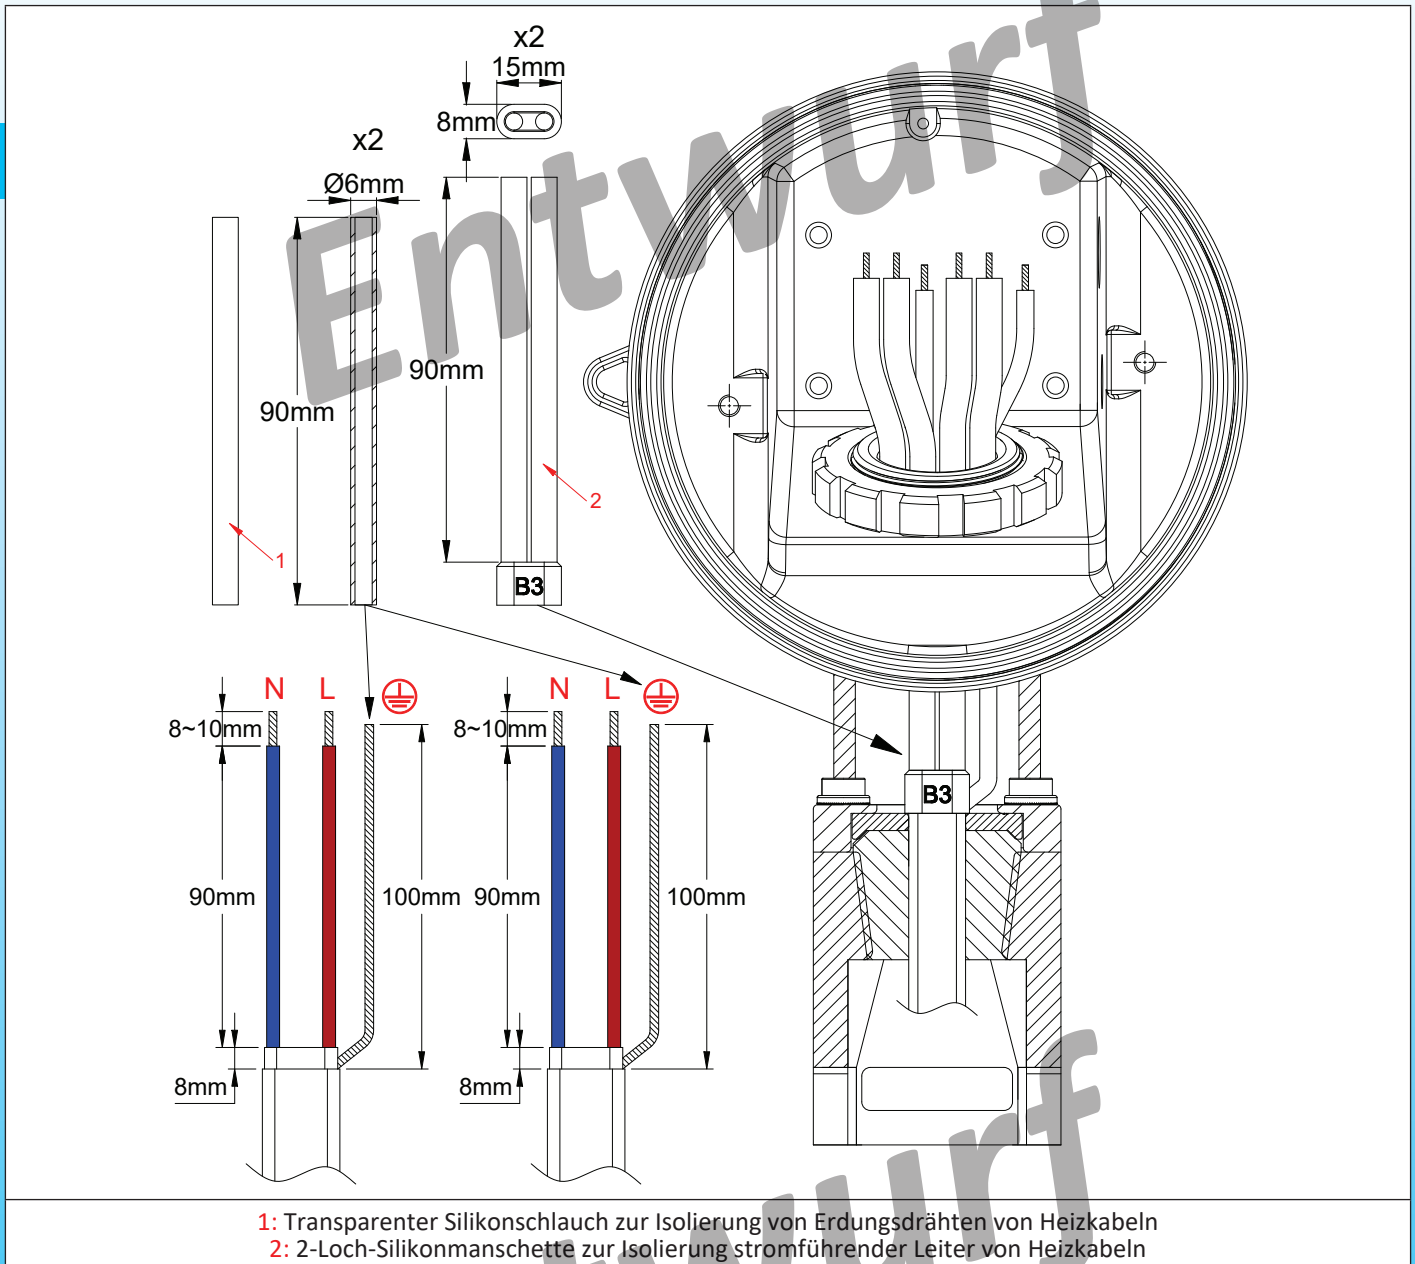 x2
15mm
8mm
x2
Ø6mm
90mm
90mm
1
2
B3
N L
8~10mm
90mm
100mm
8mm
N L
8~10mm
90mm
100mm
8mm
B3
Entwurf
Entwurf
1: Transparenter Silikonschlauch zur Isolierung von Erdungsdrähten von Heizkabeln
2: 2-Loch-Silikonmanschette zur Isolierung stromführender Leiter von Heizkabeln